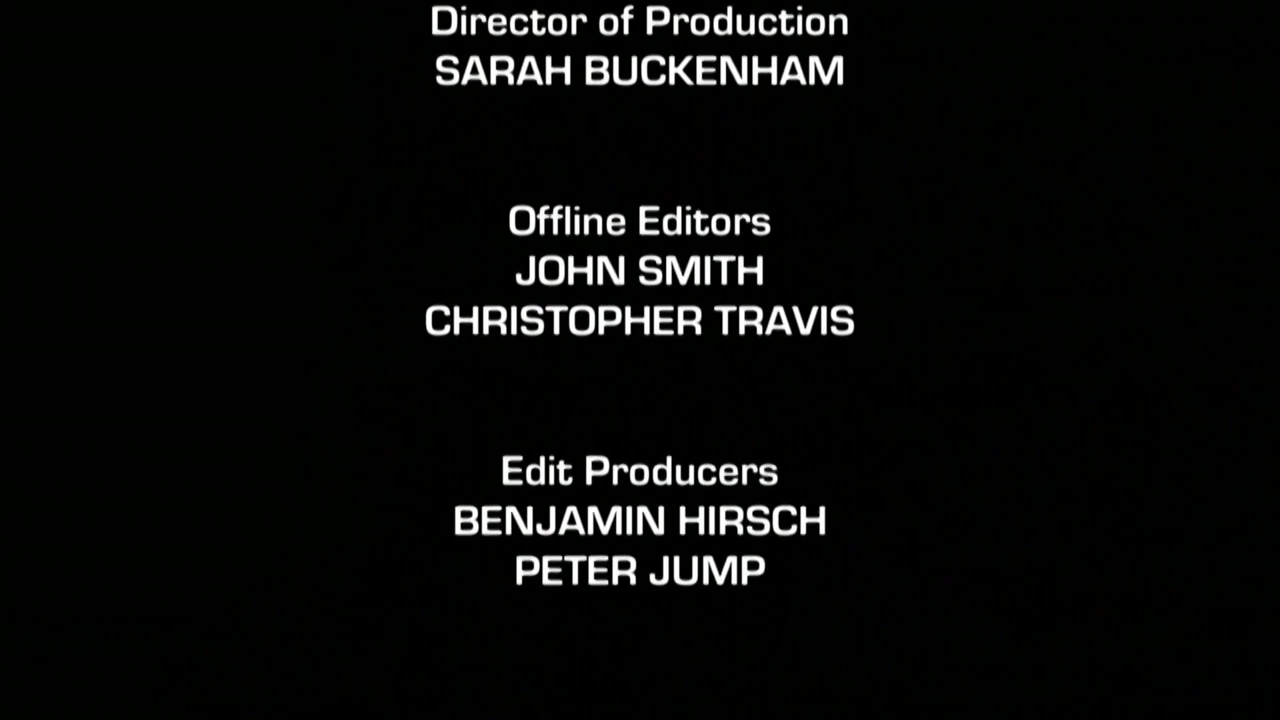 Director of Production
SARAH BUCKENHAM
Offline Editors
JOHN SMITH
CHRISTOPHER TRAVIS
Edit Producers
BENJAMIN HIRSCH
PETER JUMP